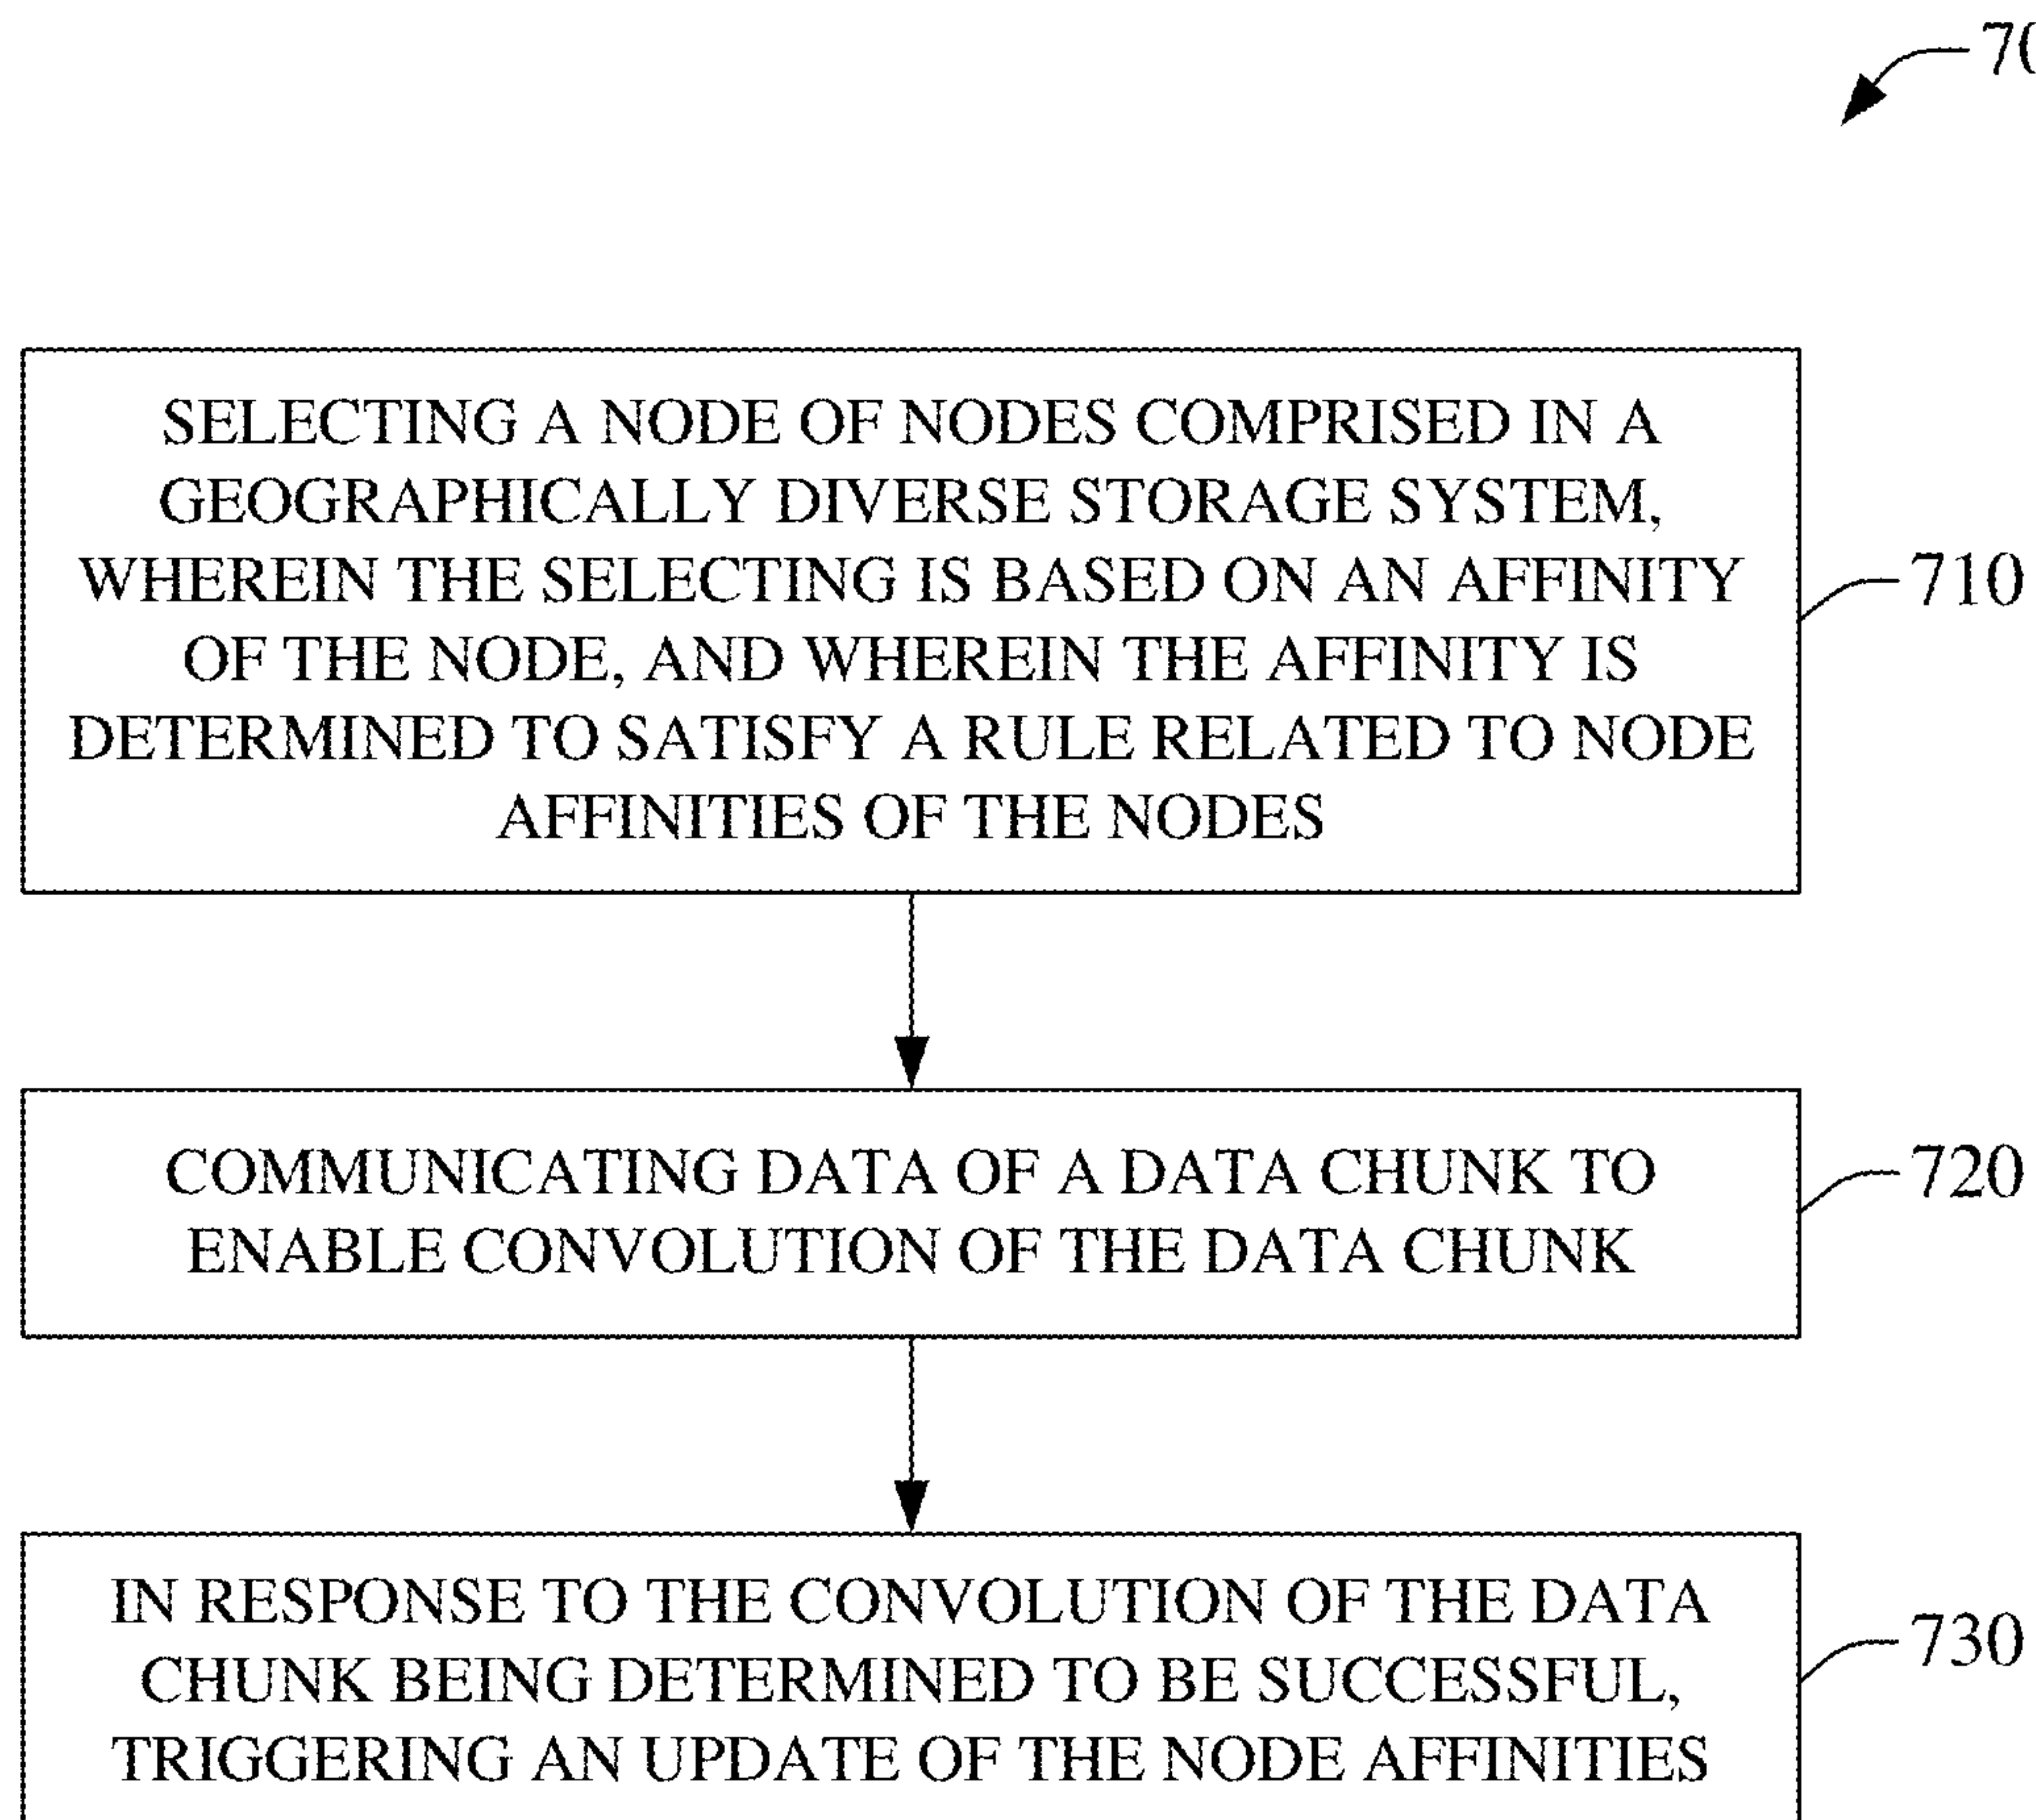 SELECTING A NODE OF NODES COMPRISED IN A
GEOGRAPHICALLY DIVERSE STORAGE SYSTEM,
WHEREIN THE SELECTING IS BASED ON AN AFFINITY
OF THE NODE, AND WHEREIN THE AFFINITY IS
DETERMINED TO SATISFY A RULE RELATED TO NODE
AFFINITIES OF THE NODES
710
COMMUNICATING DATA OF A DATA CHUNK TO
ENABLE CONVOLUTION OF THE DATA CHUNK
720
IN RESPONSE TO THE CONVOLUTION OF THE DATA
CHUNK BEING DETERMINED TO BE SUCCESSFUL,
TRIGGERING AN UPDATE OF THE NODE AFFINITIES
730